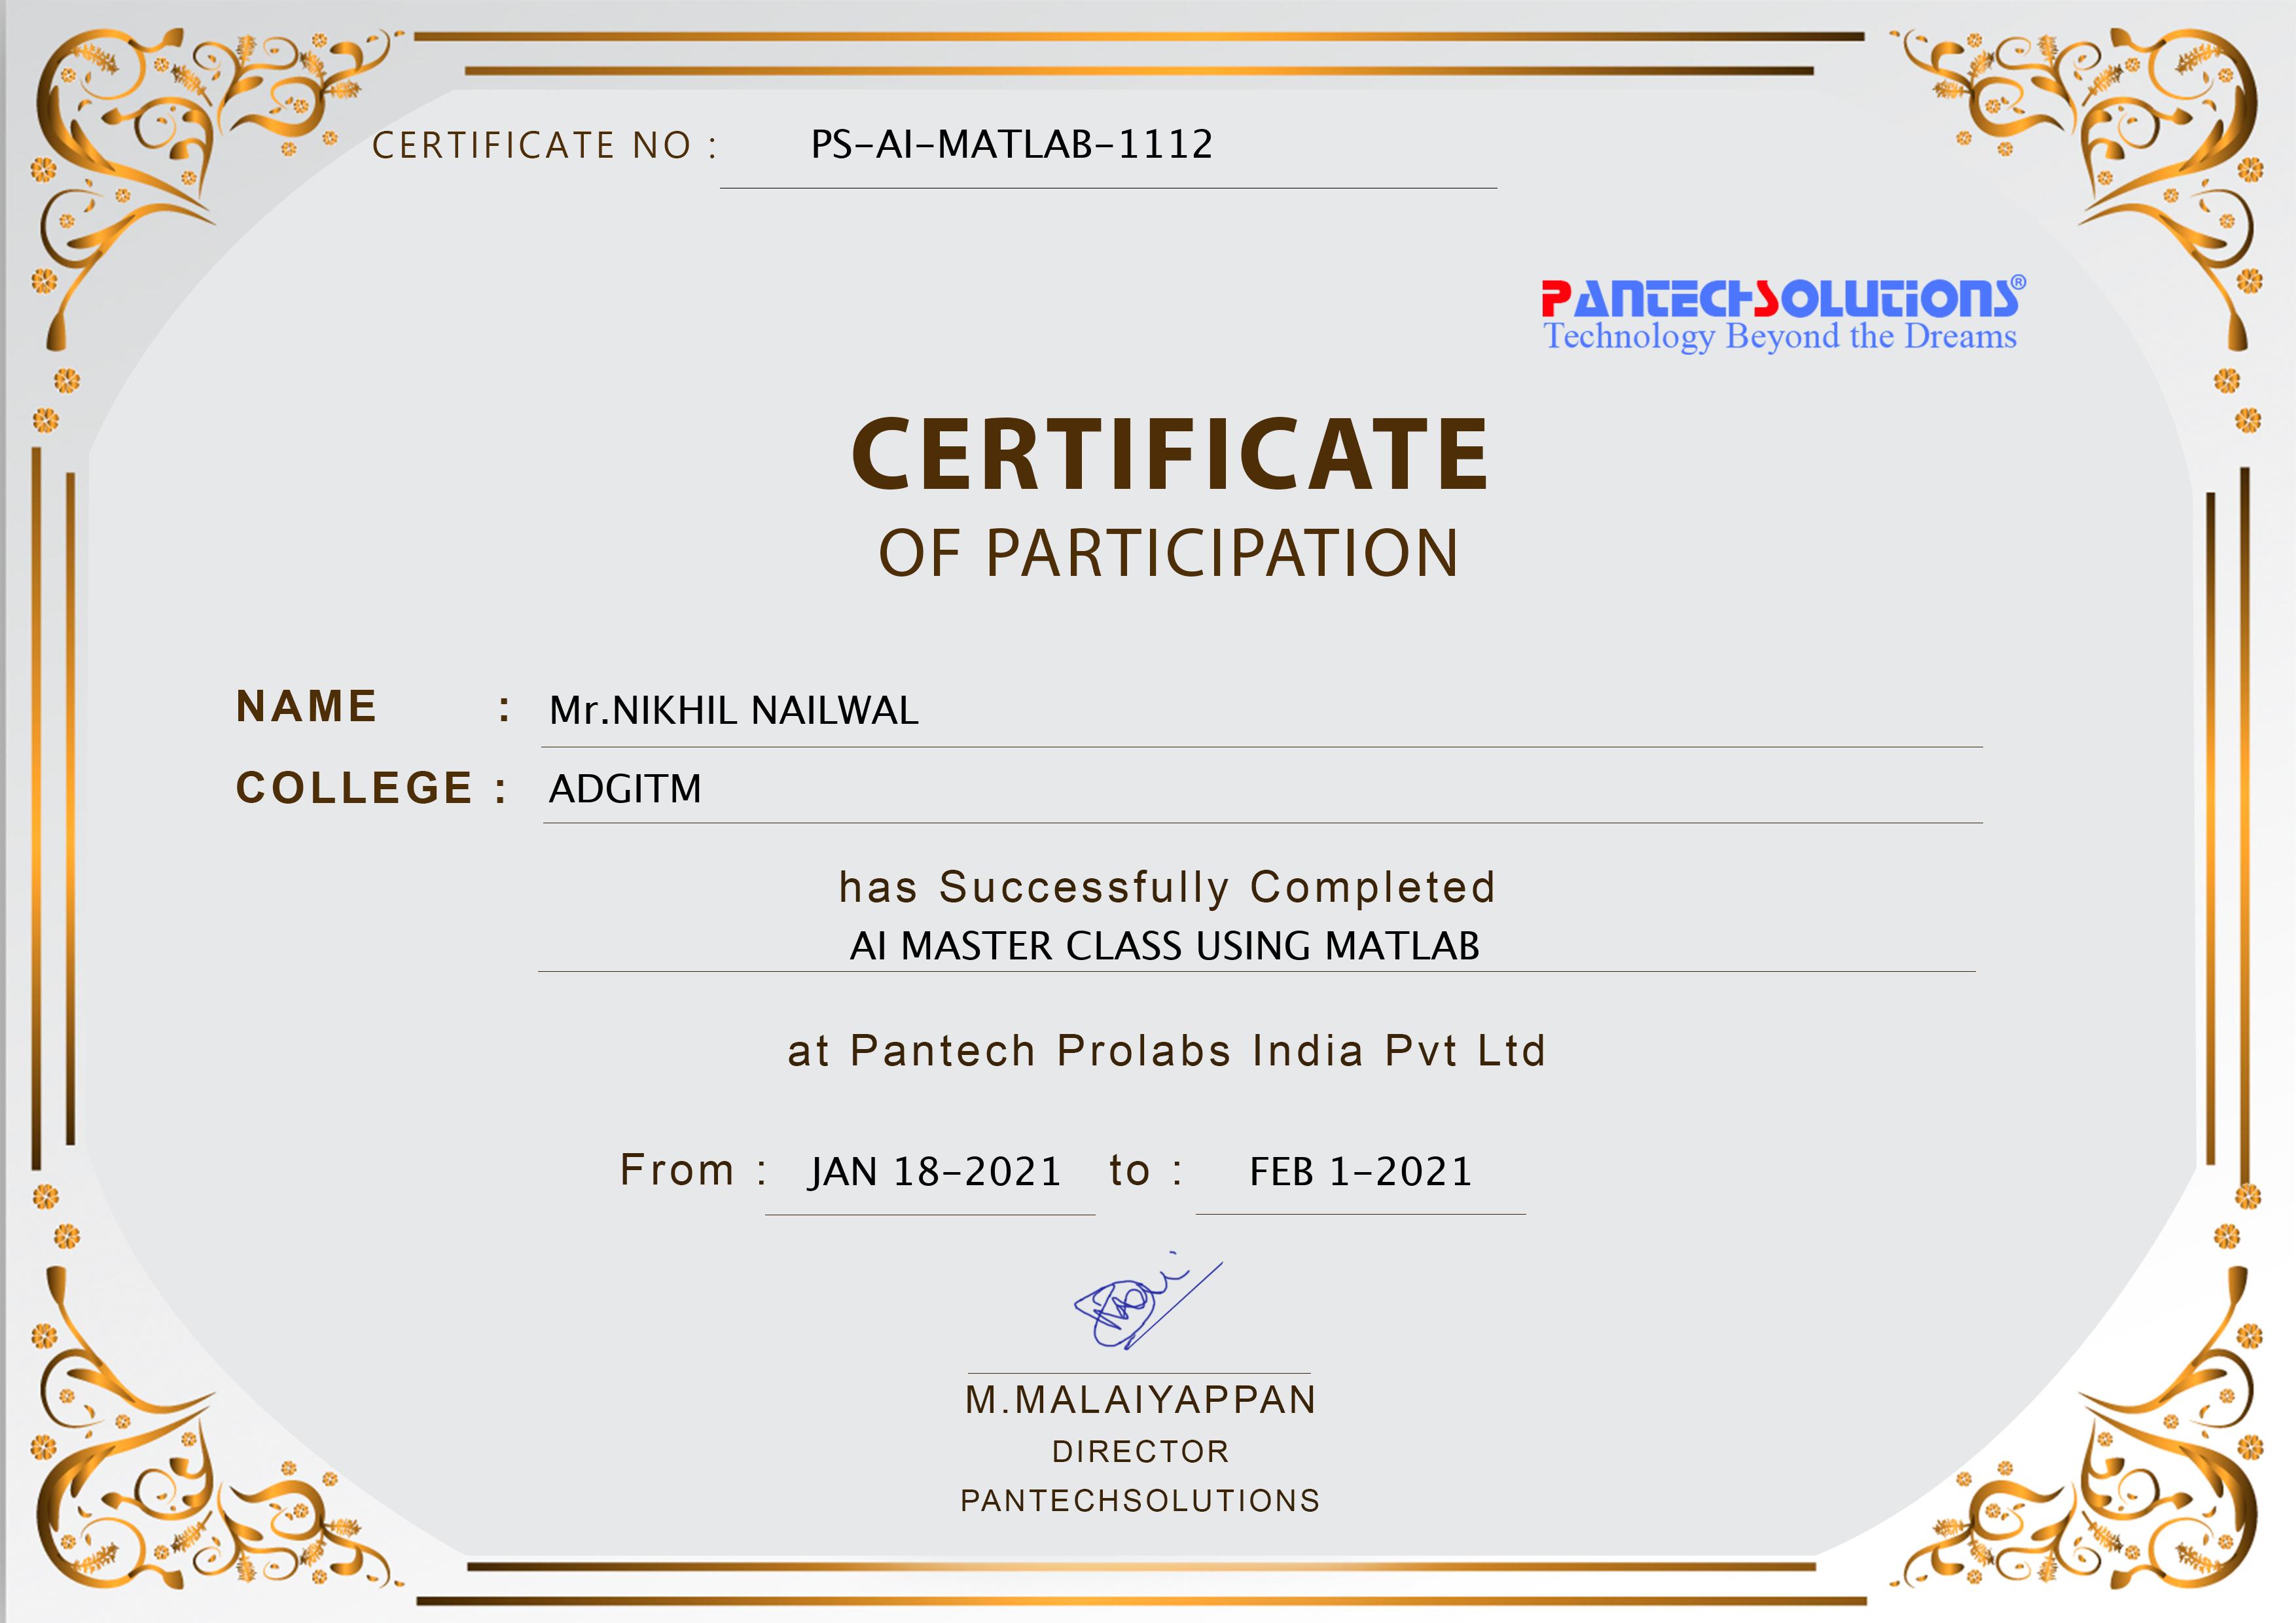 CERTIFICATE NO : PS-AI-MATLAB-1112
PANTECHSOLUTIONS®
Technology Beyond the Dreams
CERTIFICATE
OF PARTICIPATION
NAME : Mr.NIKHIL NAILWAL
COLLEGE : ADGITM
has Successfully Completed
AI MASTER CLASS USING MATLAB
at Pantech Prolabs India Pvt Ltd
From : JAN 18-2021 to : FEB 1-2021
M.MALAIYAPPAN
DIRECTOR
PANTECHSOLUTIONS